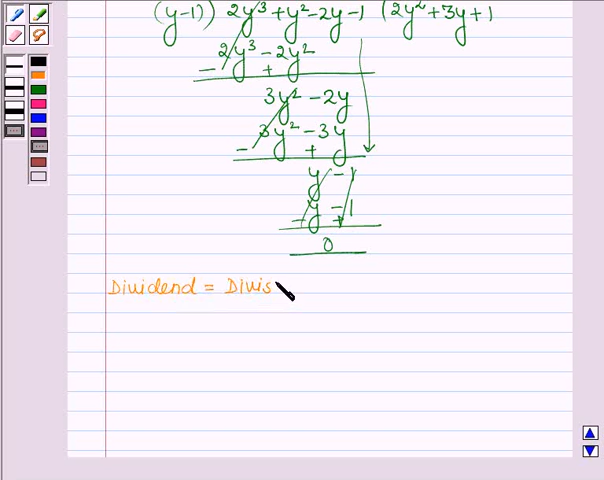 (y-1)) 2y³+y²-2y-1 (2y²+3y+1
2y³-2y²
- +
3y²-2y
3y²-3y
- +
y-1
y-1
- +
0
Dividend = Divis